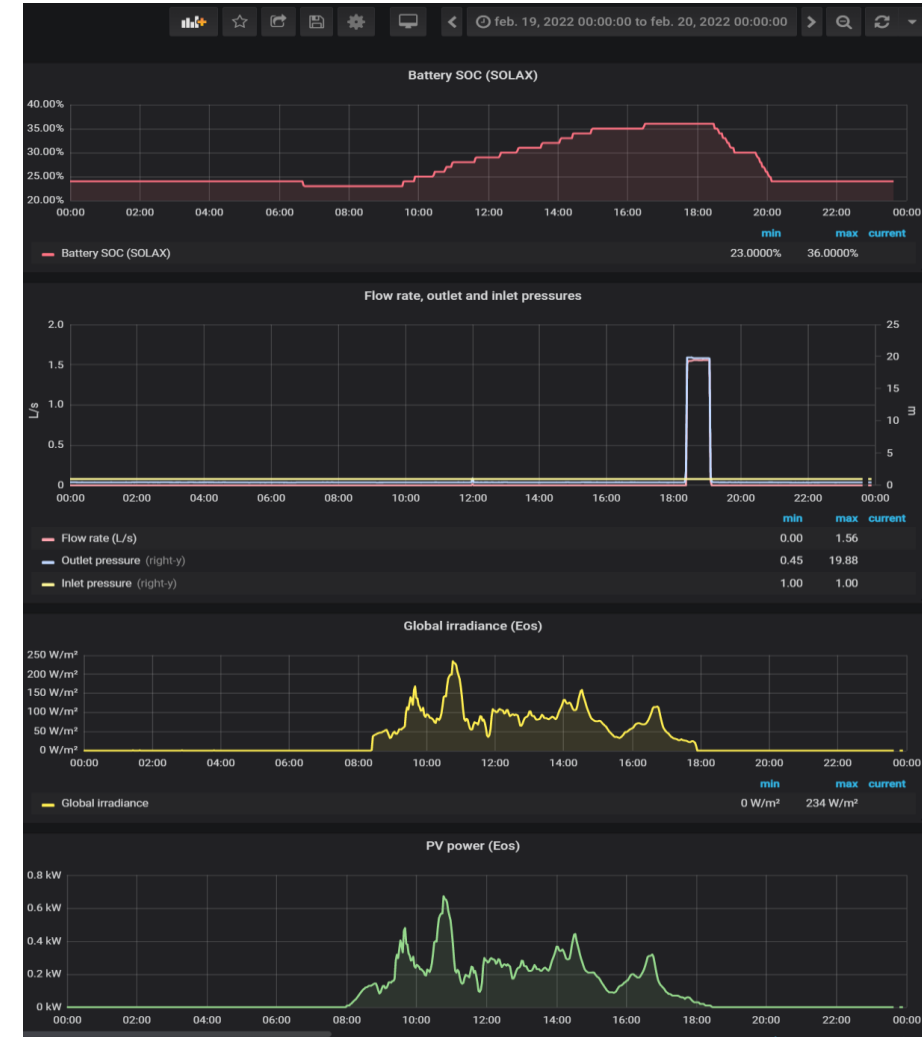 feb. 19, 2022 00:00:00 to feb. 20, 2022 00:00:00
Battery SOC (SOLAX)
40.00%
35.00%
30.00%
25.00%
20.00%
00:00 02:00 04:00 06:00 08:00 10:00 12:00 14:00 16:00 18:00 20:00 22:00 00:00
min max current
Battery SOC (SOLAX) 23.0000% 36.0000%
Flow rate, outlet and inlet pressures
2.0 25
20
1.5
15
1.0
10
L/s m
0.5
5
0 0
00:00 02:00 04:00 06:00 08:00 10:00 12:00 14:00 16:00 18:00 20:00 22:00 00:00
min max current
Flow rate (L/s) 0.00 1.56
Outlet pressure (right-y) 0.45 19.88
Inlet pressure (right-y) 1.00 1.00
Global irradiance (Eos)
250 W/m²
200 W/m²
150 W/m²
100 W/m²
50 W/m²
0 W/m²
00:00 02:00 04:00 06:00 08:00 10:00 12:00 14:00 16:00 18:00 20:00 22:00 00:00
min max current
Global irradiance 0 W/m² 234 W/m²
PV power (Eos)
0.8 kW
0.6 kW
0.4 kW
0.2 kW
0 kW
00:00 02:00 04:00 06:00 08:00 10:00 12:00 14:00 16:00 18:00 20:00 22:00 00:00